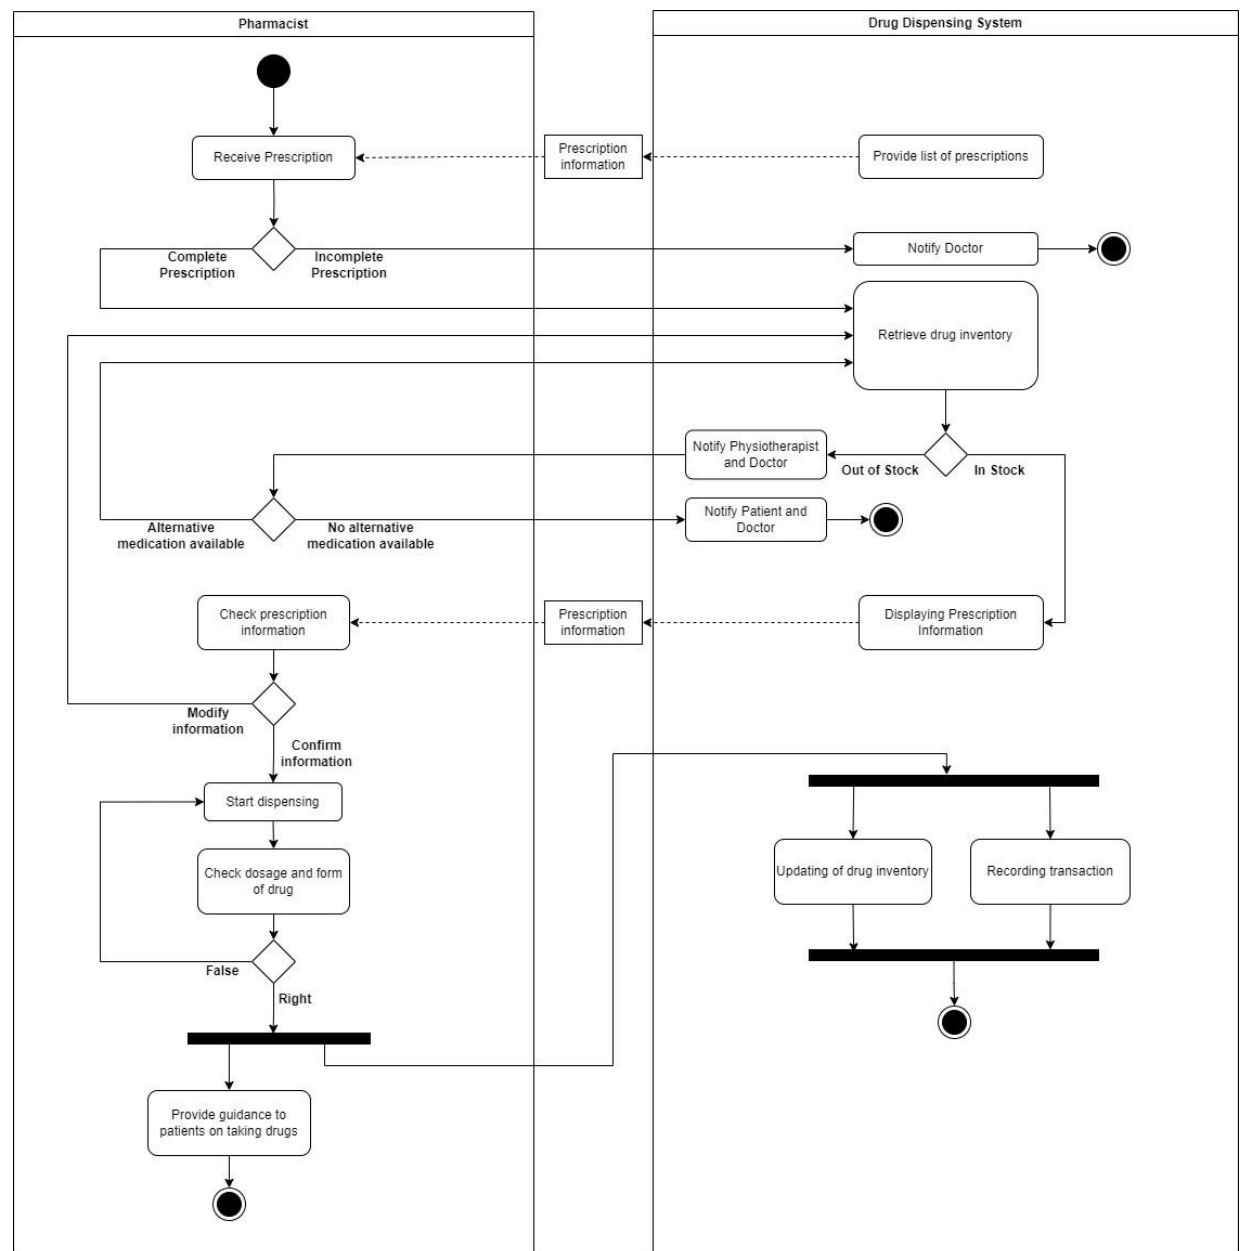 Pharmacist
Drug Dispensing System
Receive Prescription
Prescription
information
Provide list of prescriptions
Complete
Prescription
Incomplete
Prescription
Notify Doctor
Retrieve drug inventory
Notify Physiotherapist
and Doctor
Out of Stock
In Stock
Alternative
medication available
No alternative
medication available
Notify Patient and
Doctor
Check prescription
information
Prescription
information
Displaying Prescription
Information
Modify
information
Confirm
information
Start dispensing
Check dosage and form
of drug
Updating of drug inventory
Recording transaction
False
Right
Provide guidance to
patients on taking drugs